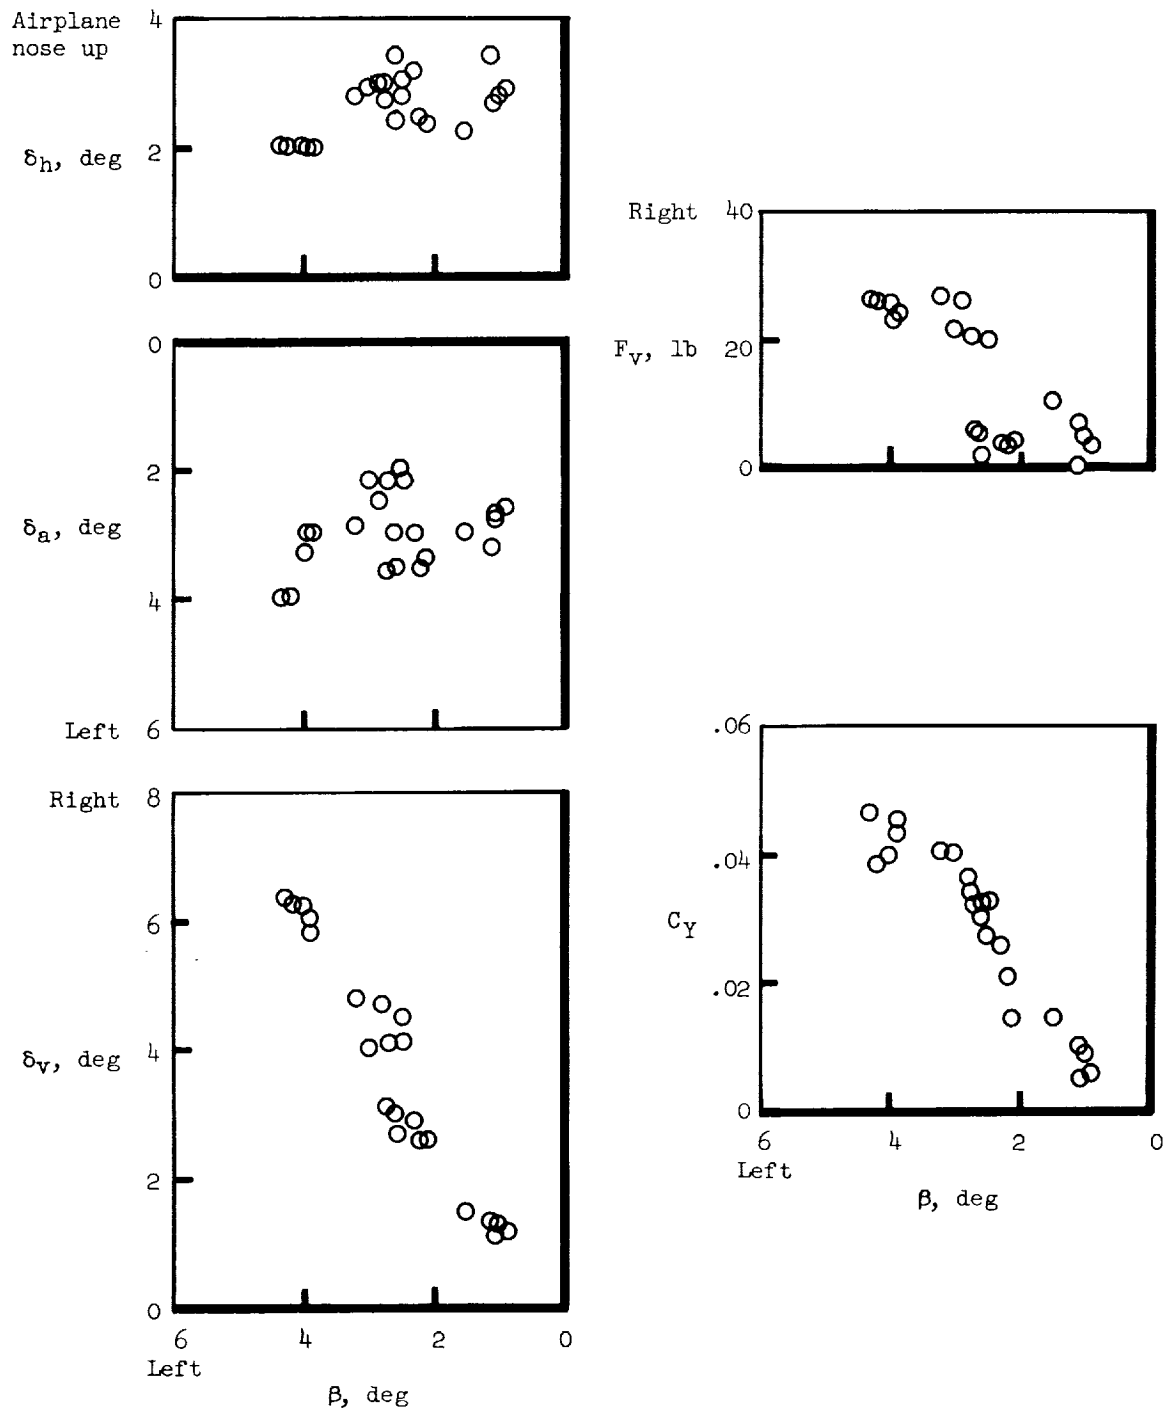 Airplane
nose up
4
δh, deg
2
0
0
2
δa, deg
4
Left 6
Right 8
6
δv, deg
4
2
0
6 4 2 0
Left
β, deg
Right 40
Fv, lb
20
0
.06
.04
CY
.02
0
6 4 2 0
Left
β, deg